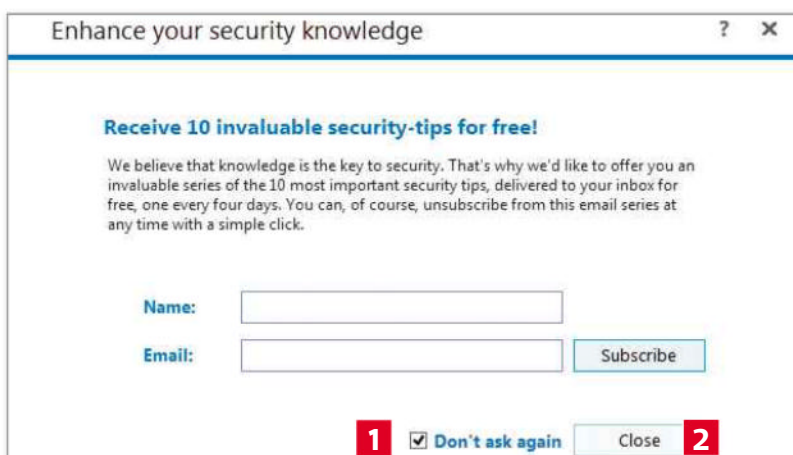 Enhance your security knowledge ? ×
Receive 10 invaluable security-tips for free!
We believe that knowledge is the key to security. That's why we'd like to offer you an
invaluable series of the 10 most important security tips, delivered to your inbox for
free, one every four days. You can, of course, unsubscribe from this email series at
any time with a simple click.
Name:
Email: Subscribe
1 Don't ask again Close 2